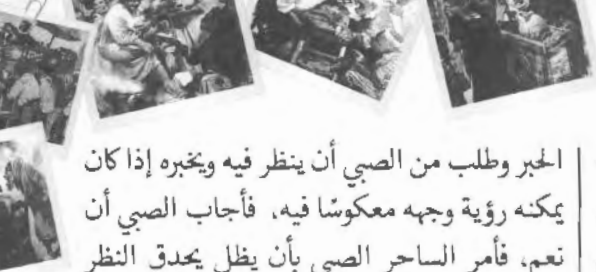 الحبر وطلب من الصبي أن ينظر فيه ويخبره إذا كان
يمكنه رؤية وجهه معكوسًا فيه، فأجاب الصبي أن
نعم، فأمر الساحر الصبي بأن يظل يحدق النظر